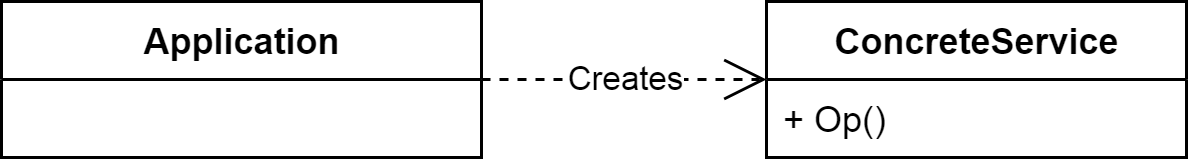 Application
Creates
ConcreteService
+ Op()